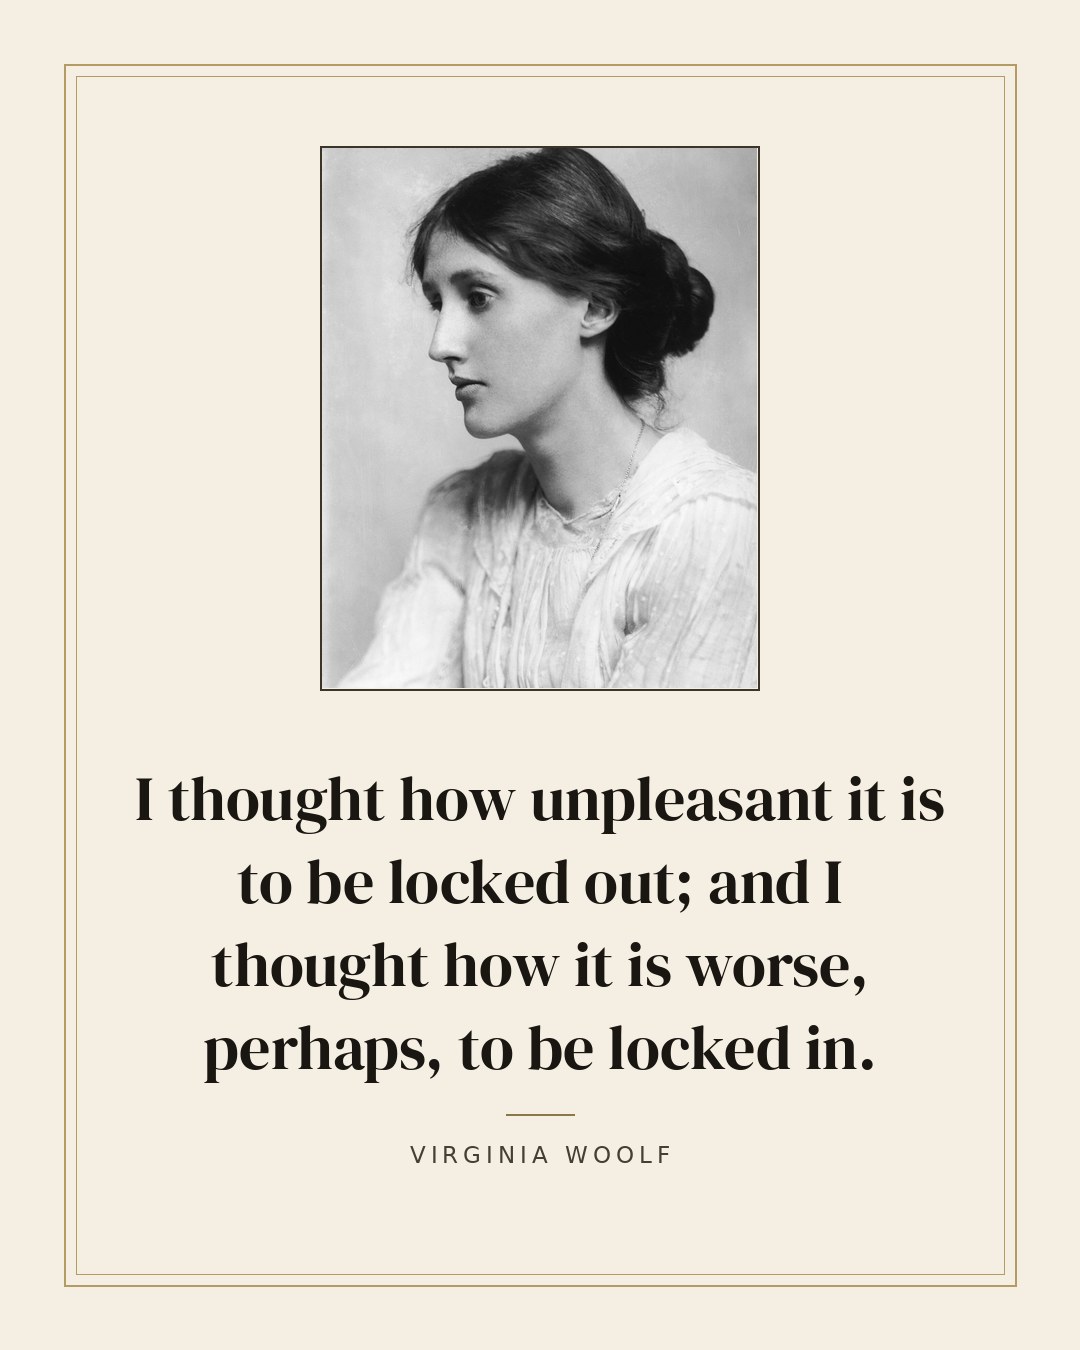 I thought how unpleasant it is
to be locked out; and I
thought how it is worse,
perhaps, to be locked in.
VIRGINIA WOOLF